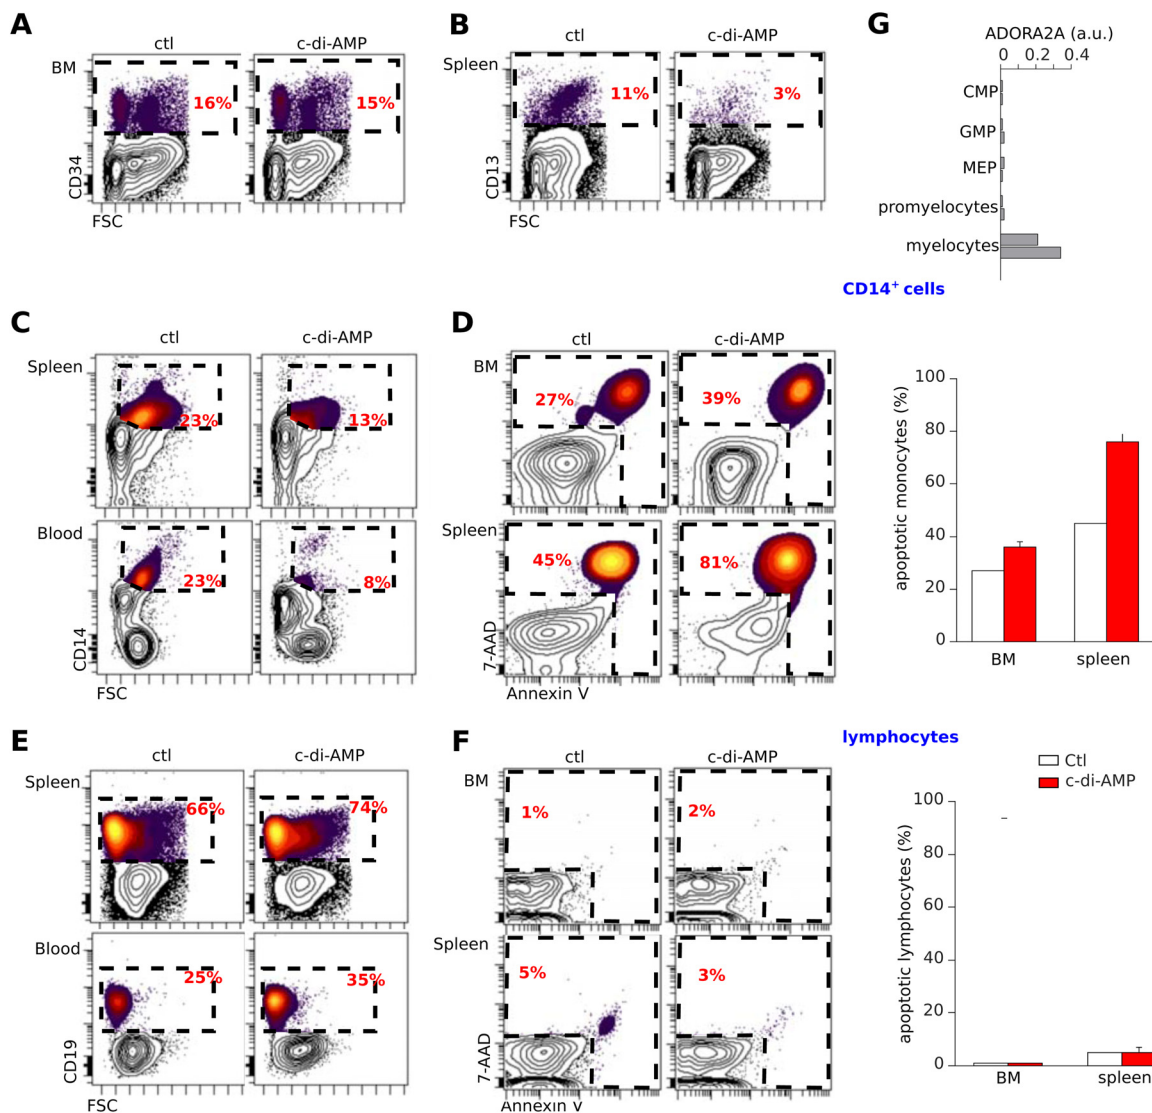 A
ctl
c-di-AMP
BM
16%
15%
CD34
FSC
B
ctl
c-di-AMP
Spleen
11%
3%
CD13
FSC
G
ADORA2A (a.u.)
0 0.2 0.4
CMP
GMP
MEP
promyelocytes
myelocytes
CD14+ cells
C
ctl
c-di-AMP
Spleen
23%
13%
Blood
23%
8%
CD14
FSC
D
ctl
c-di-AMP
BM
27%
39%
Spleen
45%
81%
7-AAD
Annexin V
apoptotic monocytes (%)
100
80
60
40
20
0
BM
spleen
E
ctl
c-di-AMP
Spleen
66%
74%
Blood
25%
35%
CD19
FSC
F
ctl
c-di-AMP
BM
1%
2%
Spleen
5%
3%
7-AAD
Annexin V
lymphocytes
Ctl
c-di-AMP
apoptotic lymphocytes (%)
100
80
60
40
20
0
BM
spleen